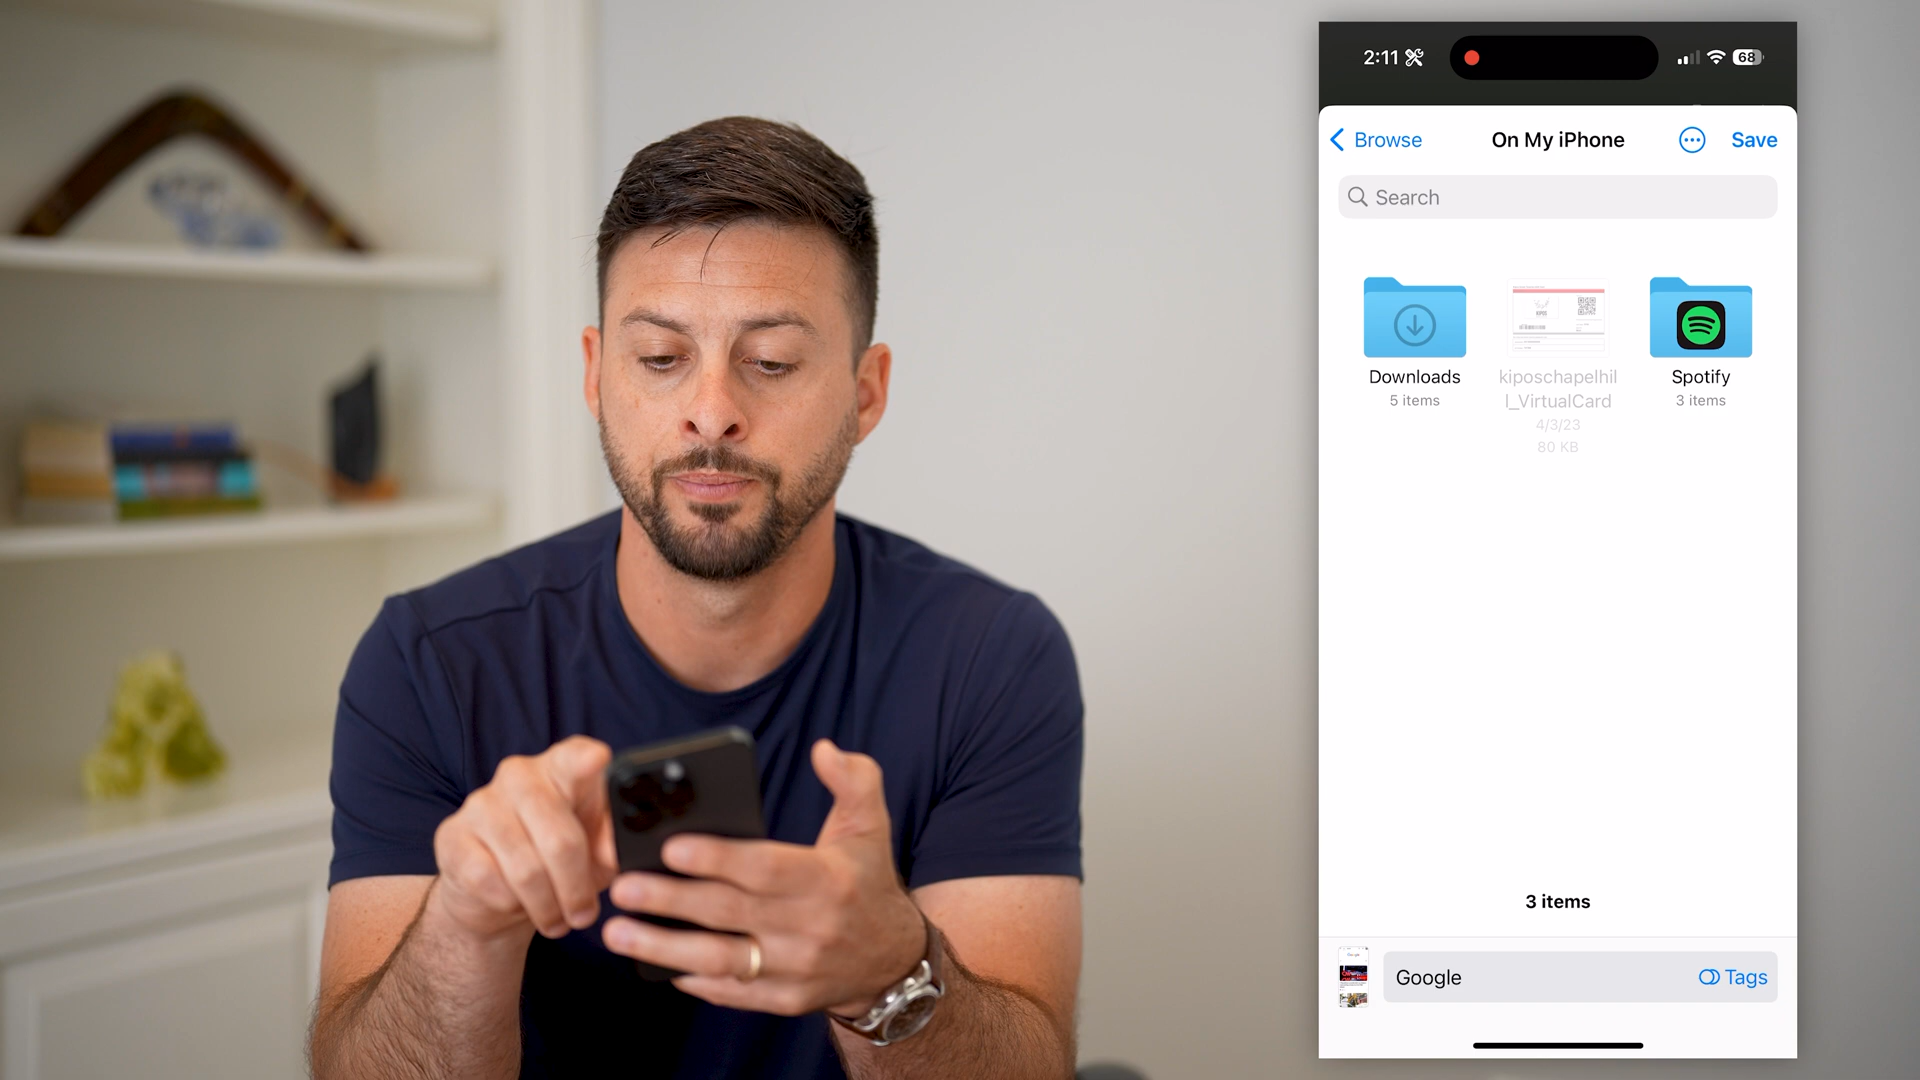 2:11
68
Browse
On My iPhone
Save
Search
Downloads
5 items
kiposchapelhil
l_VirtualCard
4/3/23
80 KB
Spotify
3 items
3 items
Google
Tags